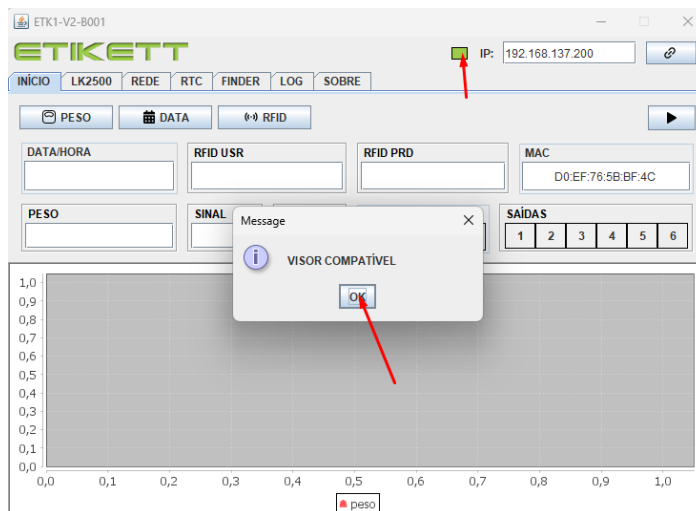 ETK1-V2-B001
ETIKETT
IP: 192.168.137.200
INÍCIO LK2500 REDE RTC FINDER LOG SOBRE
PESO DATA RFID
DATA/HORA RFID USR RFID PRD MAC
D0:EF:76:5B:BF:4C
PESO SINAL SAÍDAS
1 2 3 4 5 6
Message
VISOR COMPATÍVEL
OK
1,0
0,9
0,8
0,7
0,6
0,5
0,4
0,3
0,2
0,1
0,0
0,0 0,1 0,2 0,3 0,4 0,5 0,6 0,7 0,8 0,9 1,0
peso